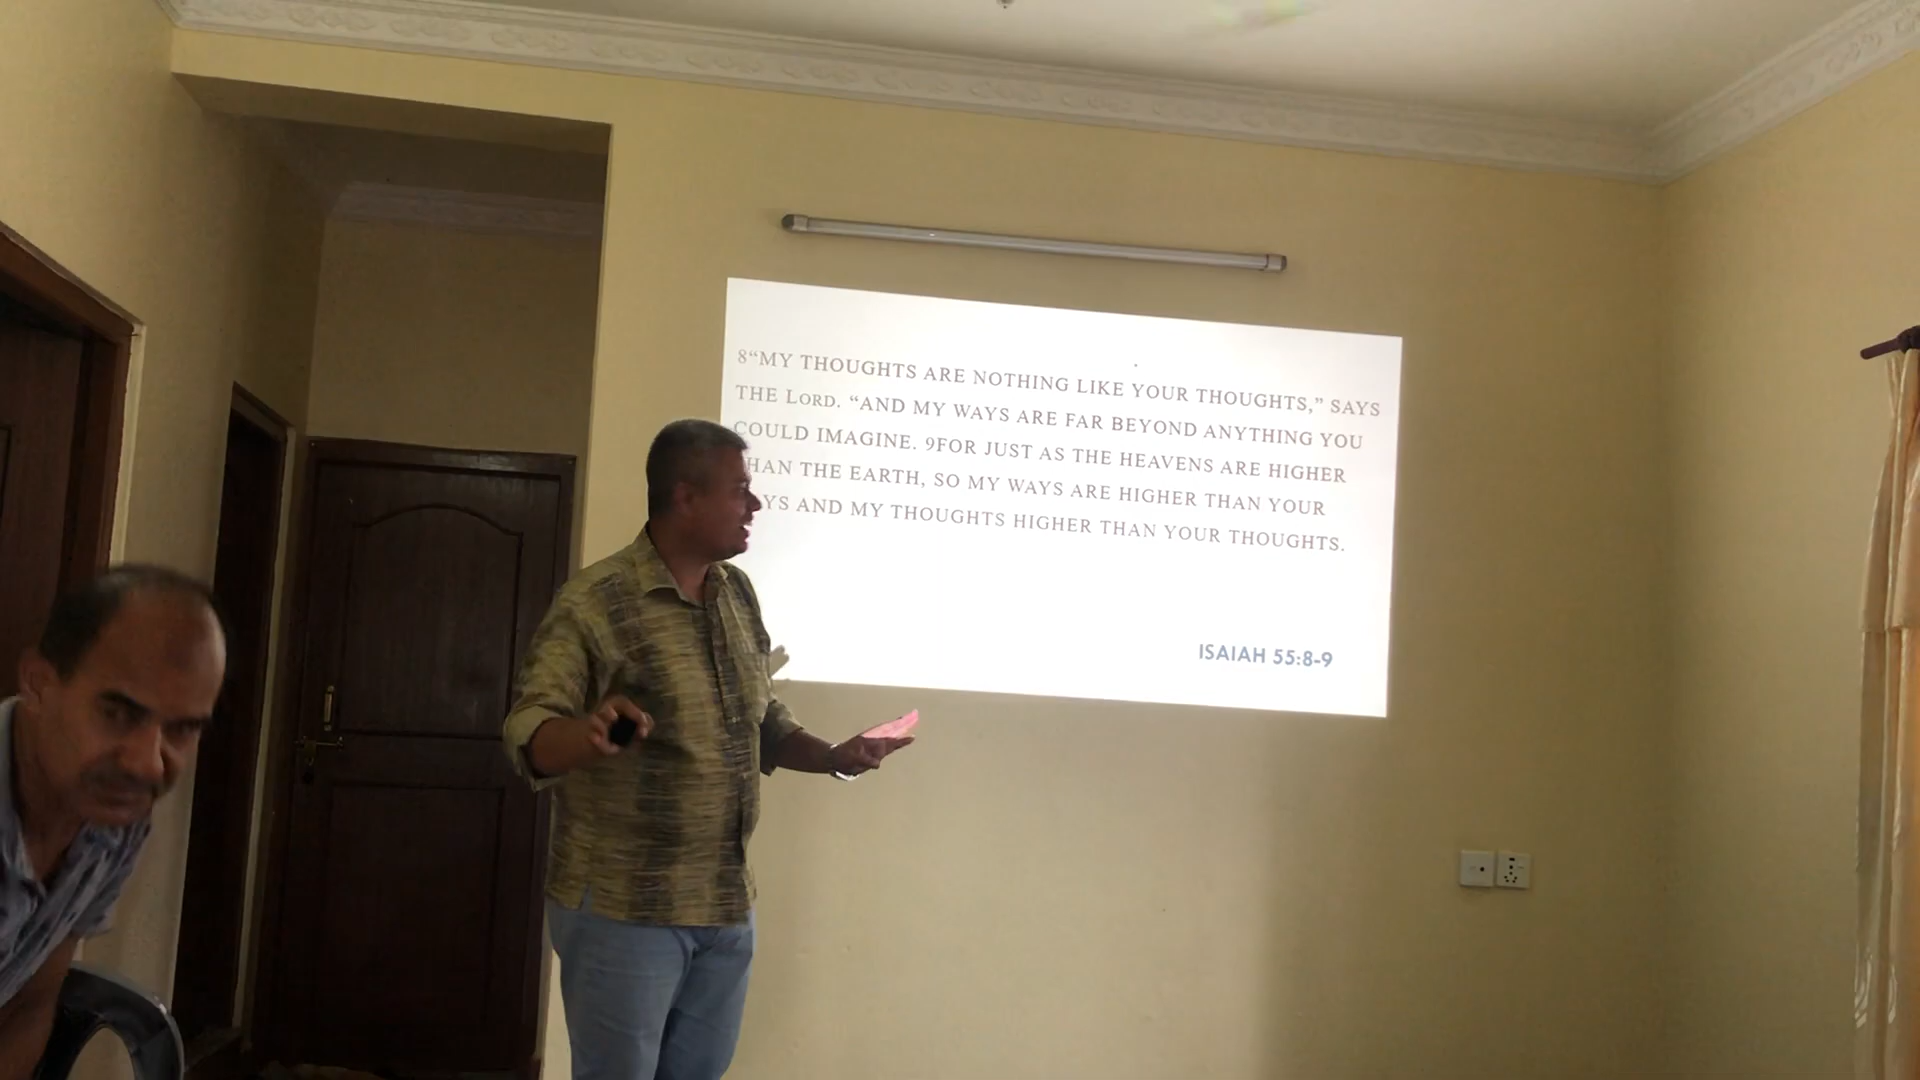 8“MY THOUGHTS ARE NOTHING LIKE YOUR THOUGHTS,” SAYS
THE LORD. “AND MY WAYS ARE FAR BEYOND ANYTHING YOU
COULD IMAGINE. 9FOR JUST AS THE HEAVENS ARE HIGHER
THAN THE EARTH, SO MY WAYS ARE HIGHER THAN YOUR
AND MY THOUGHTS HIGHER THAN YOUR THOUGHTS.
ISAIAH 55:8-9